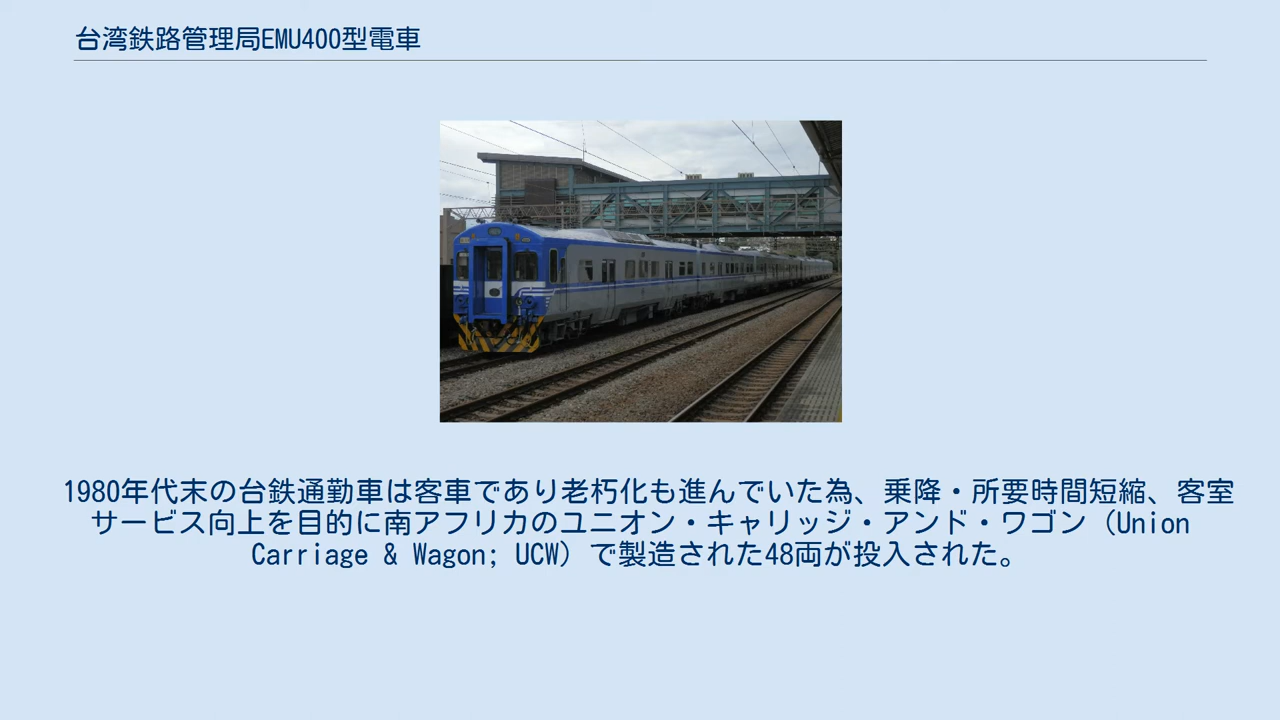 台湾鉄路管理局EMU400型電車
1980年代末の台鉄通勤車は客車であり老朽化も進んでいた為、乗降・所要時間短縮、客室
サービス向上を目的に南アフリカのユニオン・キャリッジ・アンド・ワゴン（Union
Carriage & Wagon; UCW）で製造された48両が投入された。